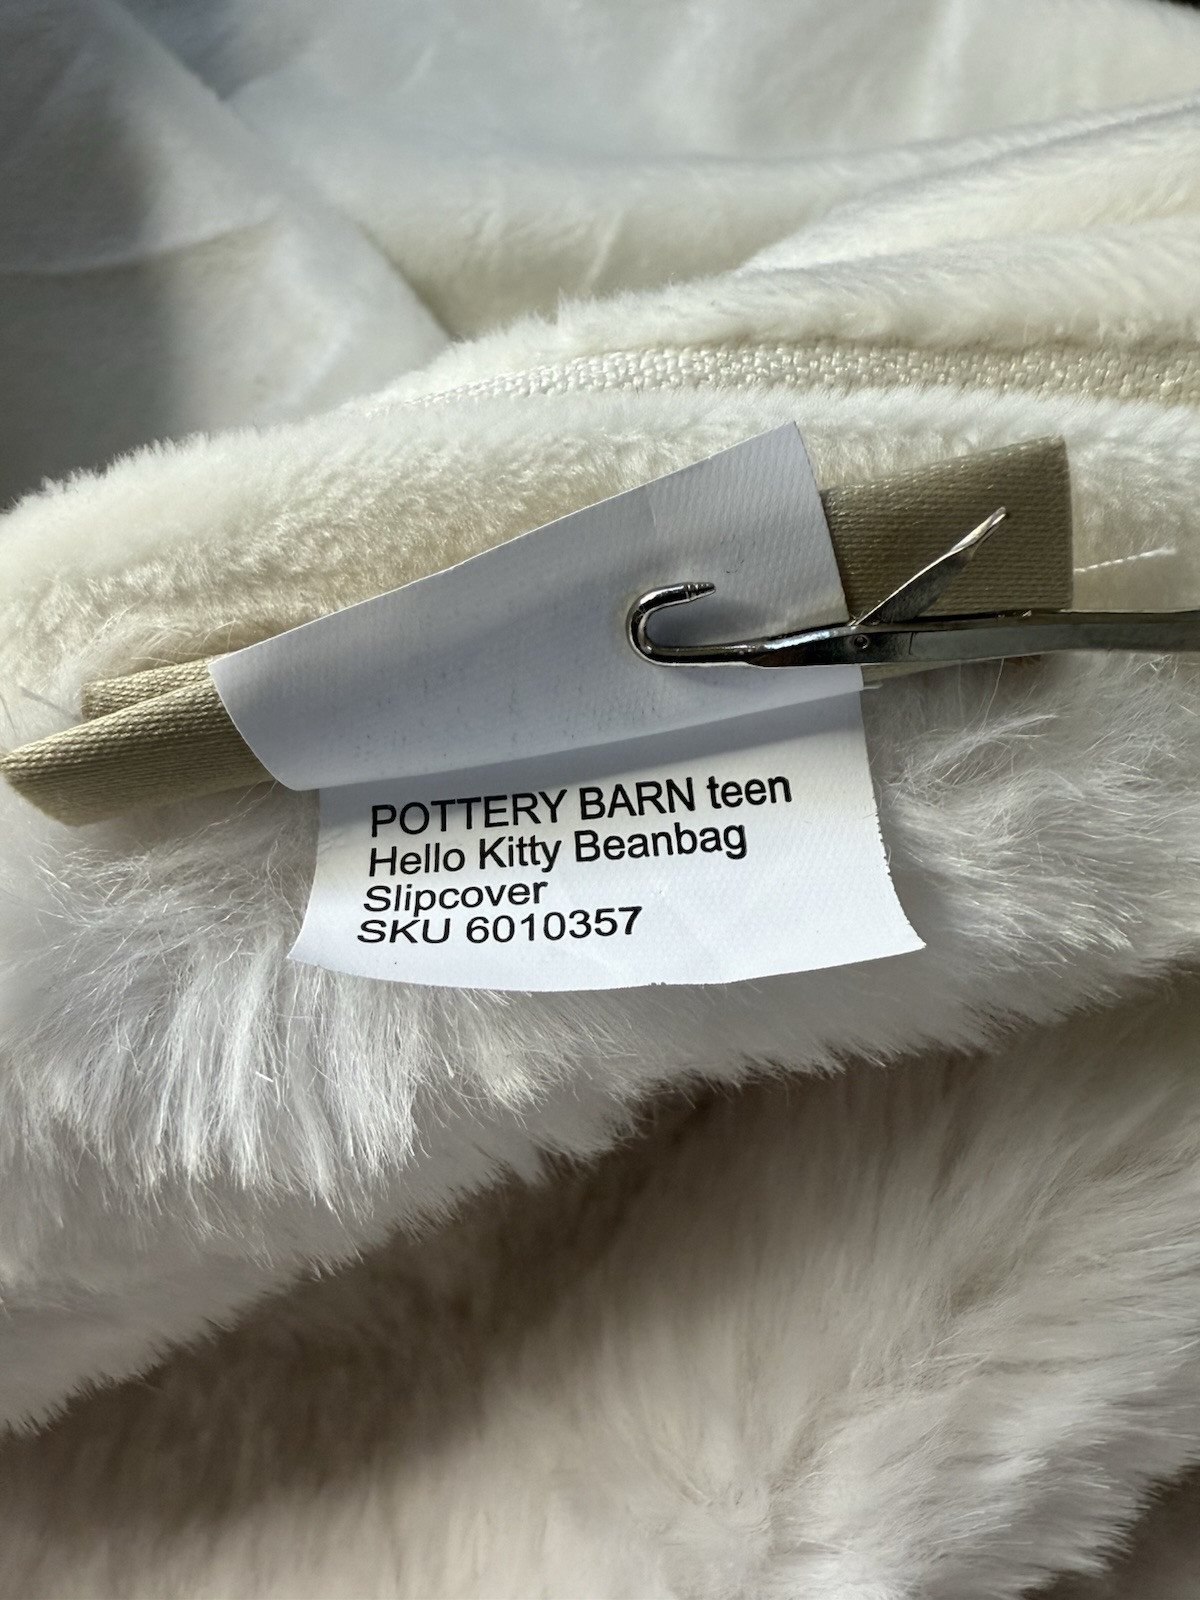 POTTERY BARN teen
Hello Kitty Beanbag
Slipcover
SKU 6010357